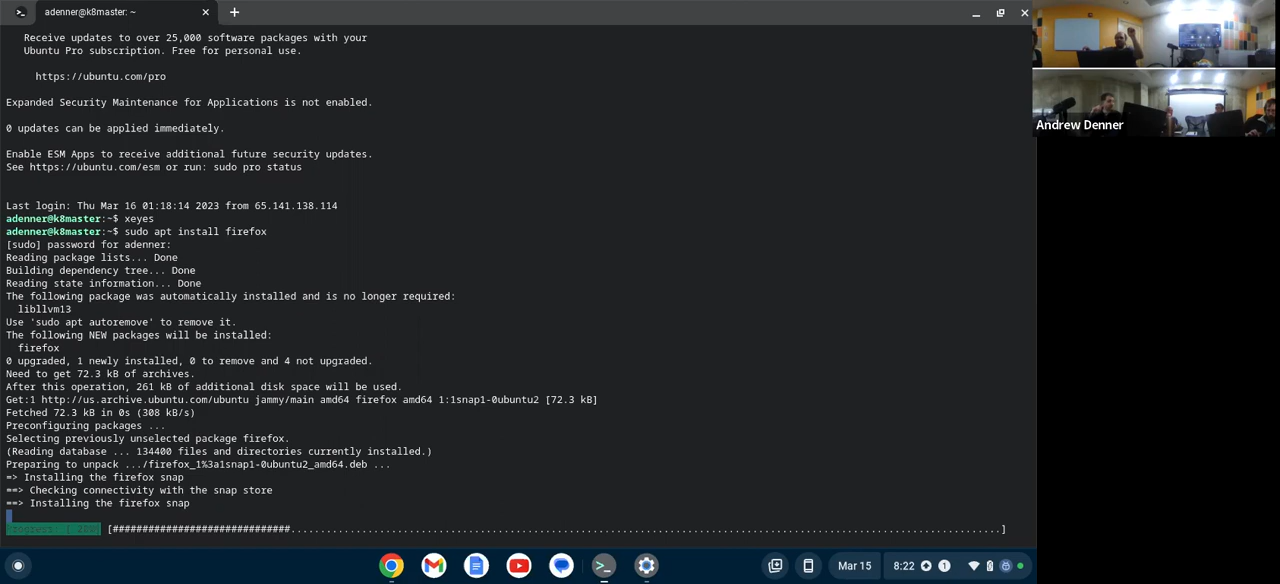 adenner@k8master: ~
Receive updates to over 25,000 software packages with your
Ubuntu Pro subscription. Free for personal use.
https://ubuntu.com/pro
Expanded Security Maintenance for Applications is not enabled.
0 updates can be applied immediately.
Enable ESM Apps to receive additional future security updates.
See https://ubuntu.com/esm or run: sudo pro status
Last login: Thu Mar 16 01:18:14 2023 from 65.141.138.114
adenner@k8master:~$ xeyes
adenner@k8master:~$ sudo apt install firefox
[sudo] password for adenner:
Reading package lists... Done
Building dependency tree... Done
Reading state information... Done
The following package was automatically installed and is no longer required:
libllvm13
Use 'sudo apt autoremove' to remove it.
The following NEW packages will be installed:
firefox
0 upgraded, 1 newly installed, 0 to remove and 4 not upgraded.
Need to get 72.3 kB of archives.
After this operation, 261 kB of additional disk space will be used.
Get:1 http://us.archive.ubuntu.com/ubuntu jammy/main amd64 firefox amd64 1:1snap1-0ubuntu2 [72.3 kB]
Fetched 72.3 kB in 0s (308 kB/s)
Preconfiguring packages ...
Selecting previously unselected package firefox.
(Reading database ... 134400 files and directories currently installed.)
Preparing to unpack .../firefox_1%3a1snap1-0ubuntu2_amd64.deb ...
=> Installing the firefox snap
==> Checking connectivity with the snap store
==> Installing the firefox snap
Progress: [ 20%] [##############################........................................................................................................................]
Mar 15
8:22
1
Andrew Denner